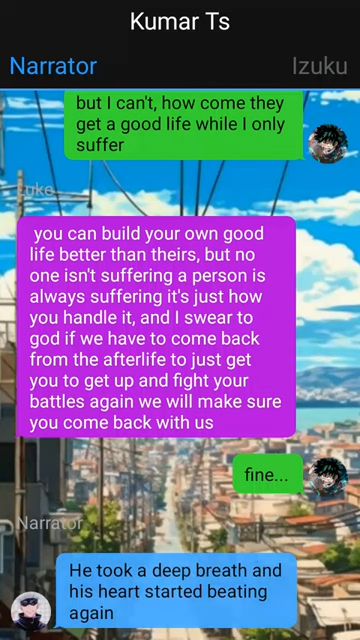 Kumar Ts
Narrator
Izuku
but I can't, how come they
get a good life while I only
suffer
Luke
you can build your own good
life better than theirs, but no
one isn't suffering a person is
always suffering it's just how
you handle it, and I swear to
god if we have to come back
from the afterlife to just get
you to get up and fight your
battles again we will make sure
you come back with us
fine...
Narrator
He took a deep breath and
his heart started beating
again